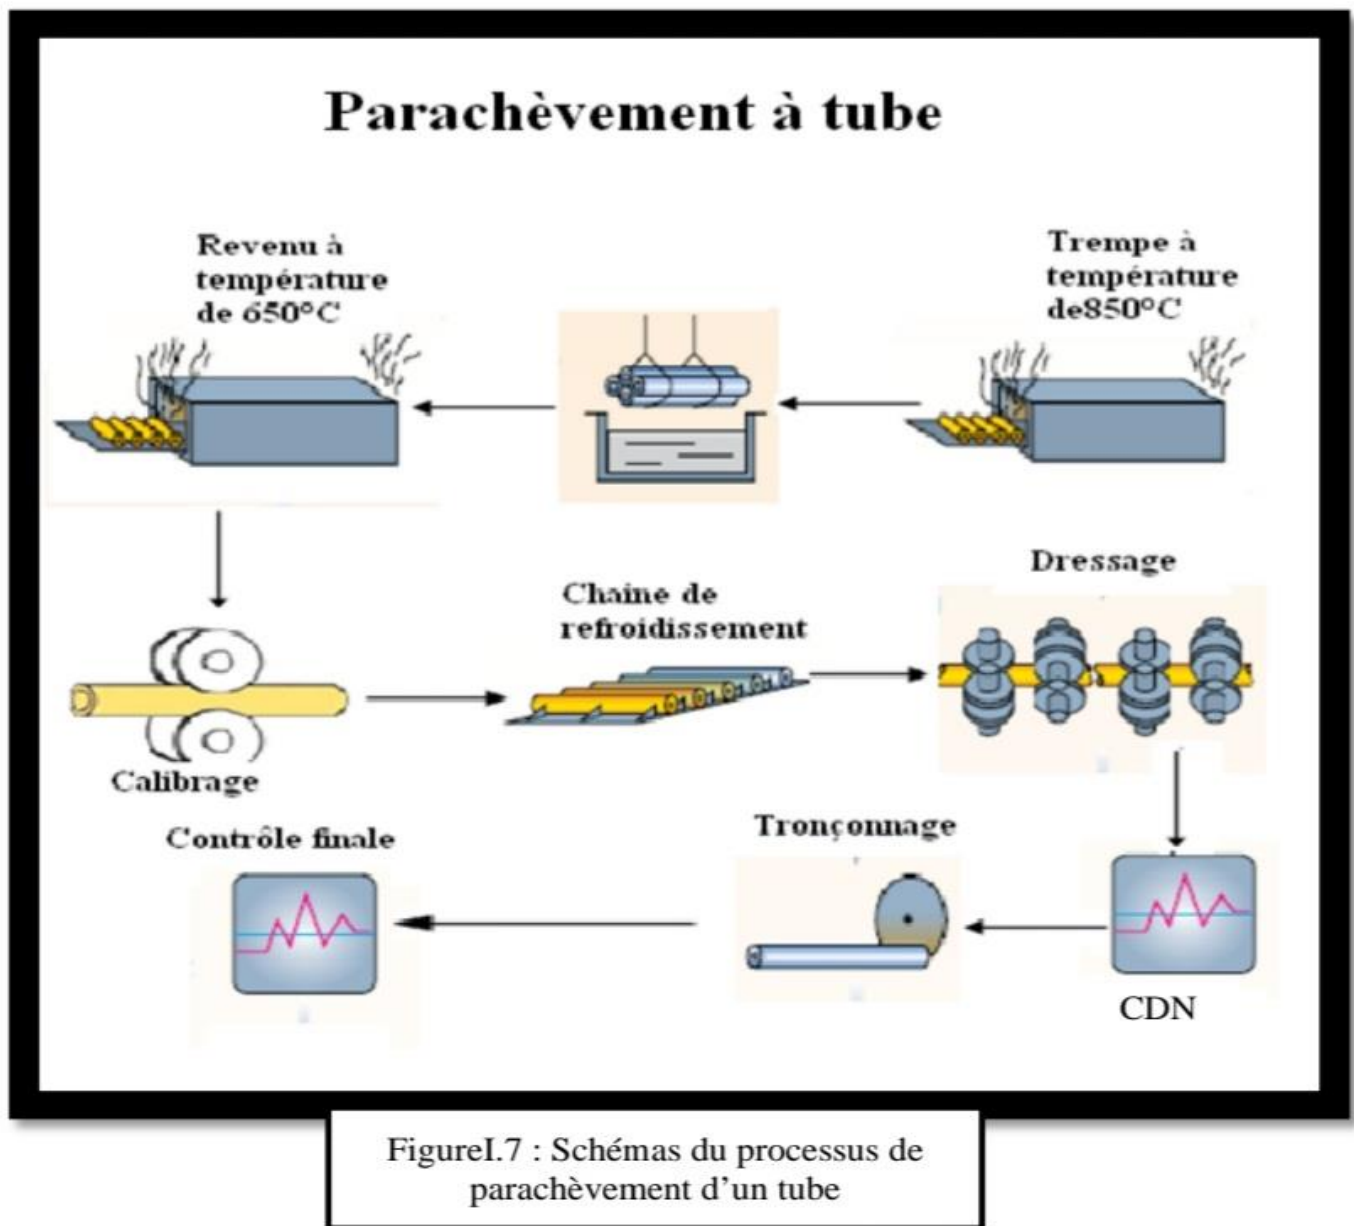 Parachèvement à tube
Revenu à
température
de 650°C
Trempe à
température
de850°C
Dressage
Chaine de
refroidissement
Calibrage
Contrôle finale
Tronçonnage
CDN
FigureI.7 : Schémas du processus de
parachèvement d’un tube